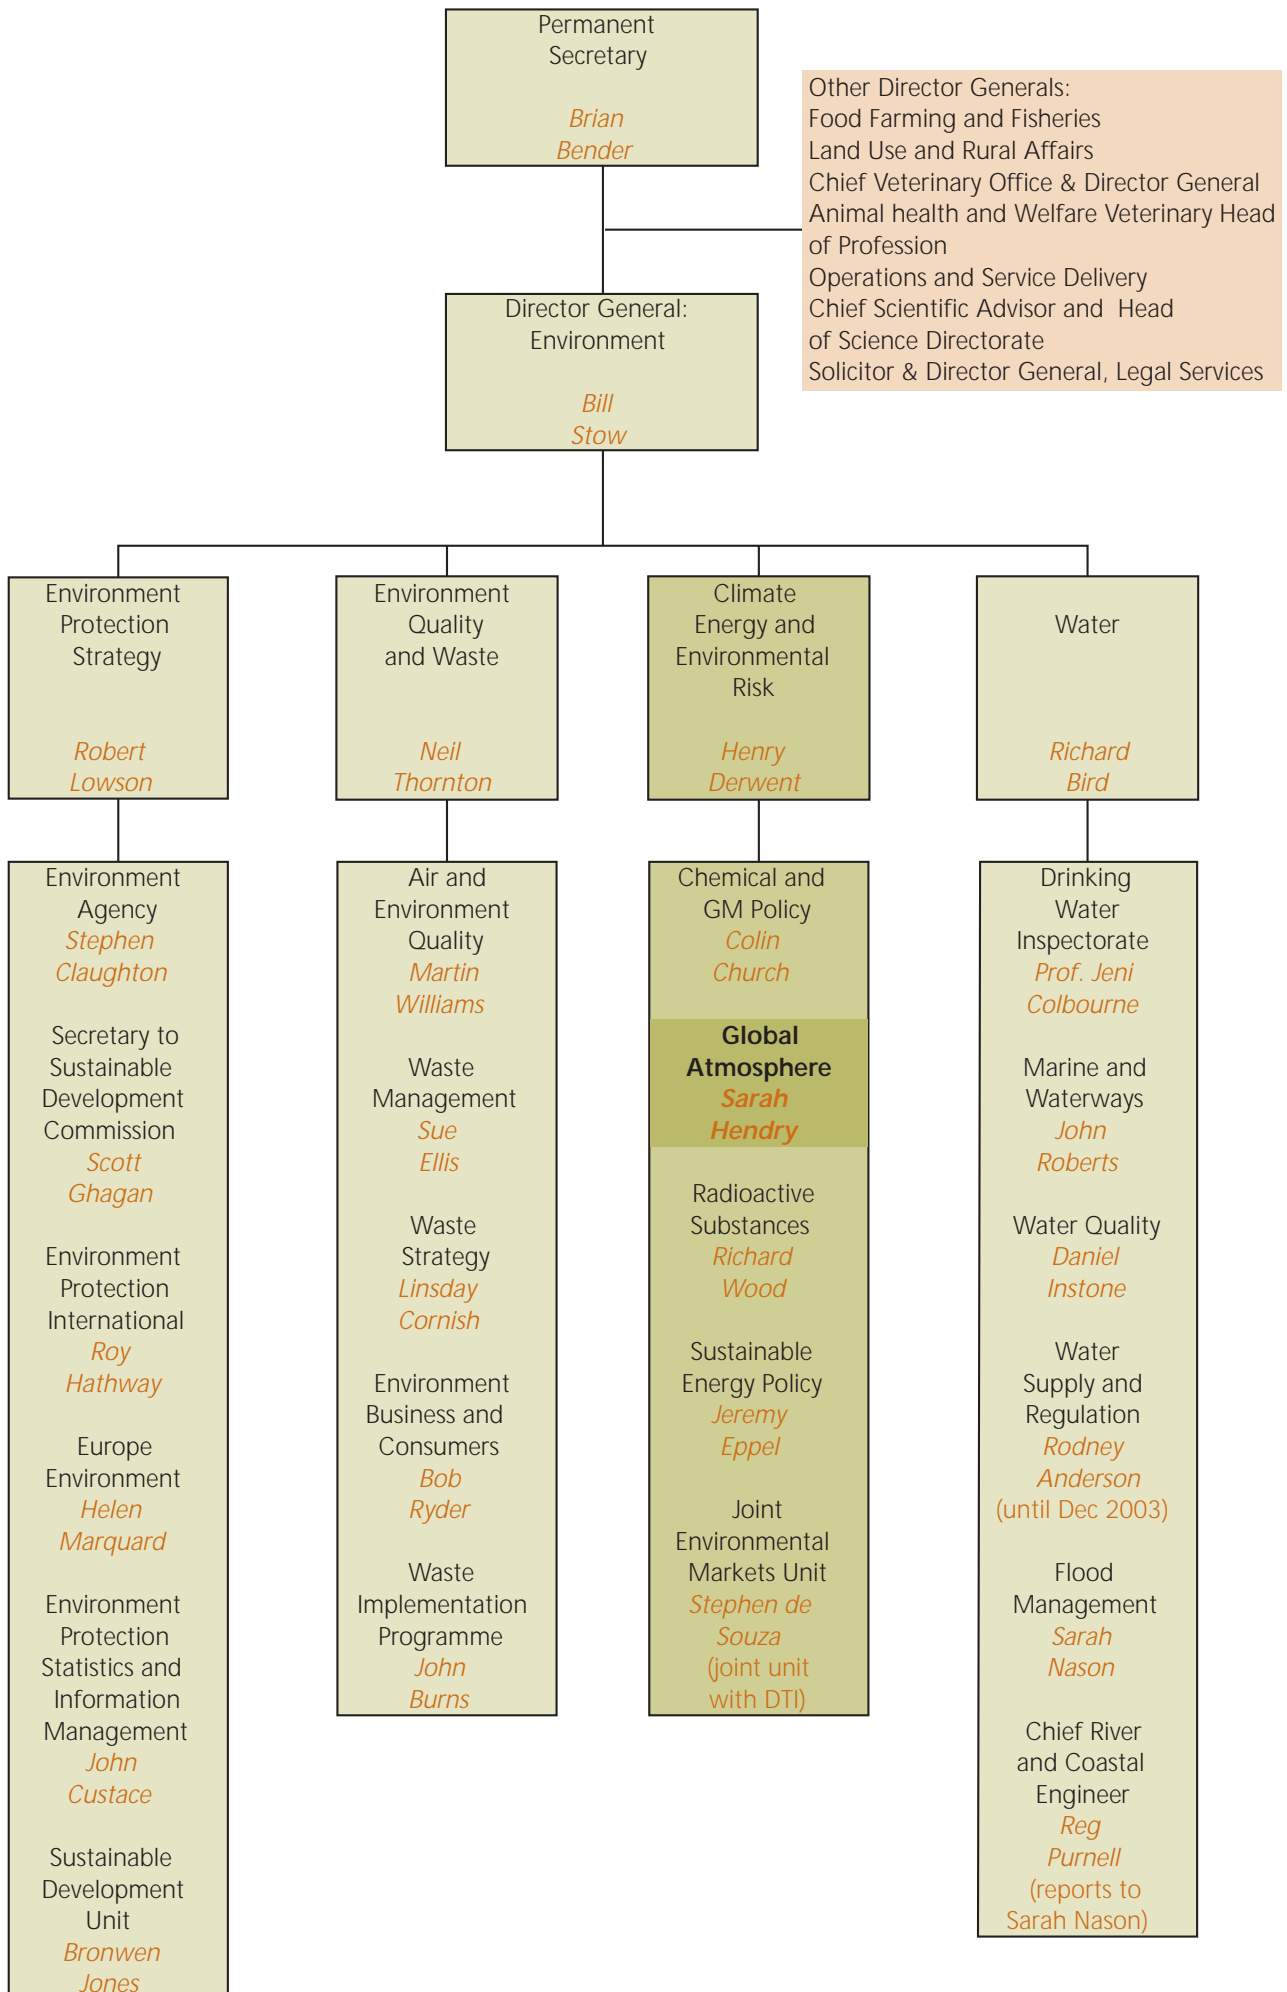 Permanent
Secretary
Brian
Bender
Other Director Generals:
Food Farming and Fisheries
Land Use and Rural Affairs
Chief Veterinary Office & Director General
Animal health and Welfare Veterinary Head
of Profession
Operations and Service Delivery
Chief Scientific Advisor and Head
of Science Directorate
Solicitor & Director General, Legal Services
Director General:
Environment
Bill
Stow
Environment
Protection
Strategy
Robert
Lowson
Environment
Quality
and Waste
Neil
Thornton
Climate
Energy and
Environmental
Risk
Henry
Derwent
Water
Richard
Bird
Environment
Agency
Stephen
Claughton
Secretary to
Sustainable
Development
Commission
Scott
Ghagan
Environment
Protection
International
Roy
Hathway
Europe
Environment
Helen
Marquard
Environment
Protection
Statistics and
Information
Management
John
Custace
Sustainable
Development
Unit
Bronwen
Jones
Air and
Environment
Quality
Martin
Williams
Waste
Management
Sue
Ellis
Waste
Strategy
Linsday
Cornish
Environment
Business and
Consumers
Bob
Ryder
Waste
Implementation
Programme
John
Burns
Chemical and
GM Policy
Colin
Church
Global
Atmosphere
Sarah
Hendry
Radioactive
Substances
Richard
Wood
Sustainable
Energy Policy
Jeremy
Eppel
Joint
Environmental
Markets Unit
Stephen de
Souza
(joint unit
with DTI)
Drinking
Water
Inspectorate
Prof. Jeni
Colbourne
Marine and
Waterways
John
Roberts
Water Quality
Daniel
Instone
Water
Supply and
Regulation
Rodney
Anderson
(until Dec 2003)
Flood
Management
Sarah
Nason
Chief River
and Coastal
Engineer
Reg
Purnell
(reports to
Sarah Nason)